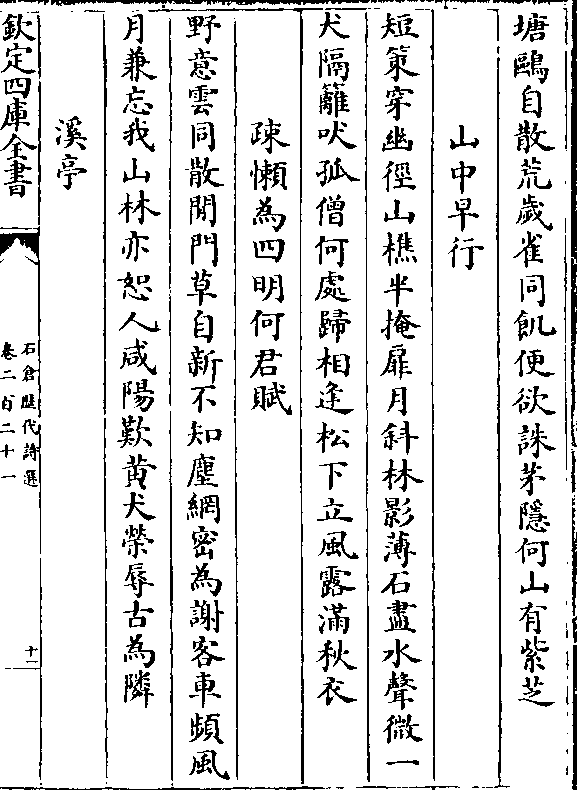 塘鷗自散荒歲雀同飢便欲誅茅隱何山有紫芝
山中早行
短策穿幽徑山樵半掩扉月斜林影薄石盡水聲微一
犬隔籬吠孤僧何處歸相逢松下立風露滿秋衣
疎懶為四明何君賦
野意雲同散閒門草自新不知塵網密為謝客車頻風
月兼忘我山林亦恕人咸陽歎黄犬榮辱古為隣
溪亭
欽定四庫全書
石倉歴代詩選
卷二百二十一
十一